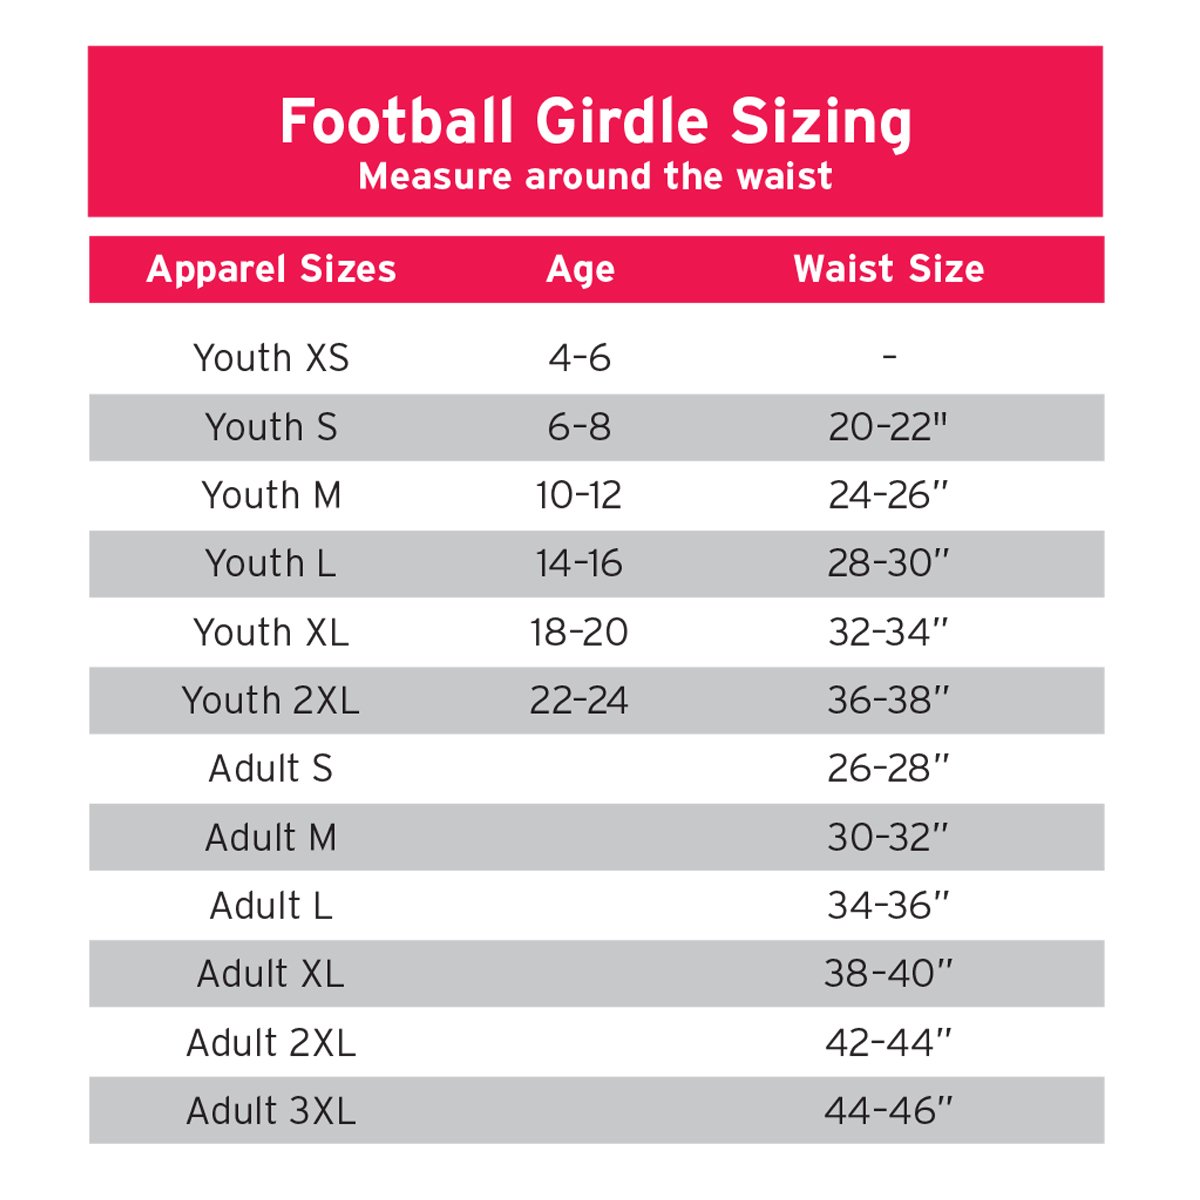 Football Girdle Sizing
Measure around the waist
Apparel Sizes Age Waist Size
Youth XS 4-6 -
Youth S 6-8 20-22"
Youth M 10-12 24-26”
Youth L 14-16 28-30”
Youth XL 18-20 32-34”
Youth 2XL 22-24 36-38”
Adult S 26-28”
Adult M 30-32”
Adult L 34-36”
Adult XL 38-40”
Adult 2XL 42-44”
Adult 3XL 44-46”